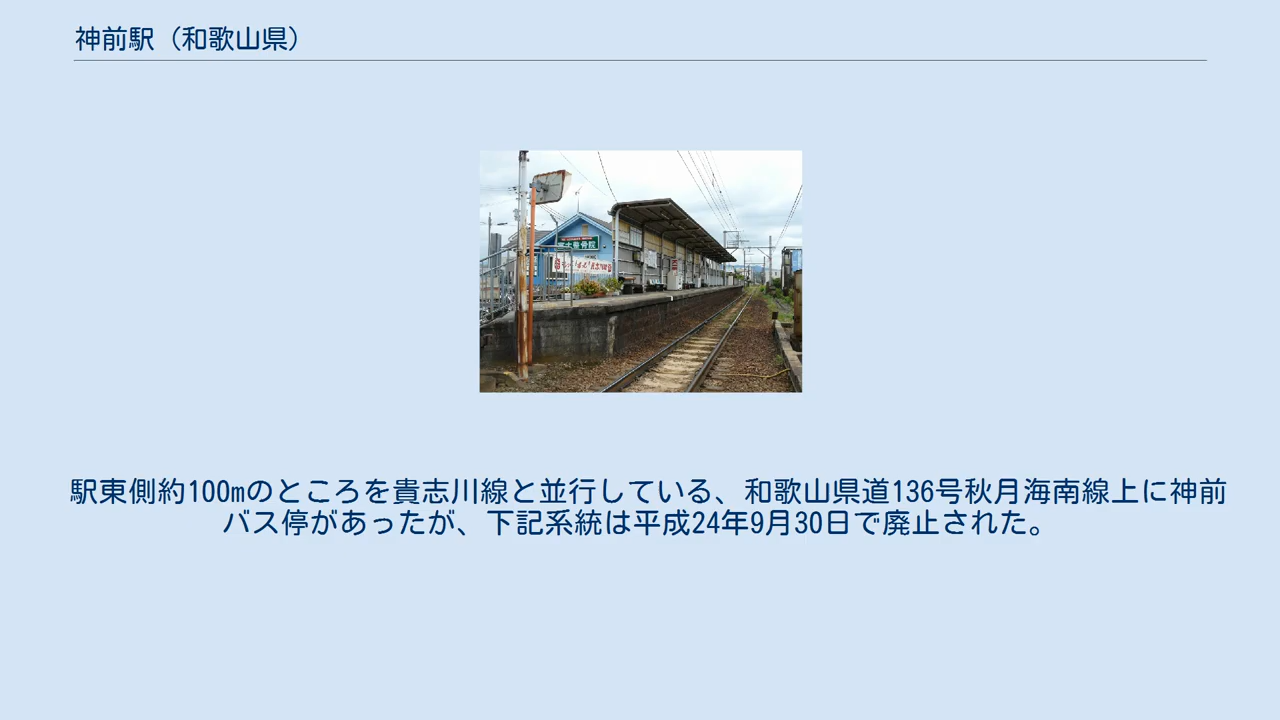 神前駅（和歌山県）
整骨院
駅東側約100mのところを貴志川線と並行している、和歌山県道136号秋月海南線上に神前
バス停があったが、下記系統は平成24年9月30日で廃止された。